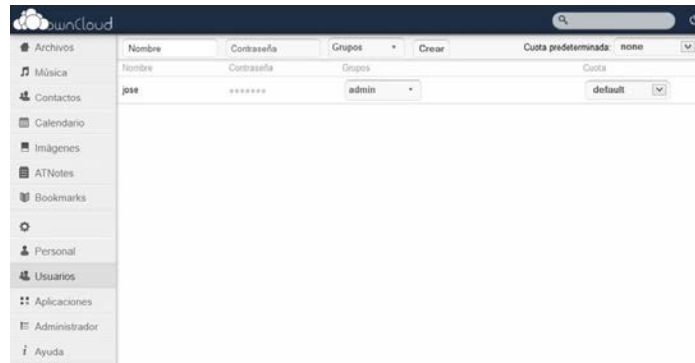 ownCloud
Archivos
Música
Contactos
Calendario
Imágenes
ATNotes
Bookmarks
Personal
Usuarios
Aplicaciones
Administrador
Ayuda
Nombre Contraseña Grupos Crear Cuota predeterminada: none
Nombre Contraseña Grupos Cuota
jose ******* admin default